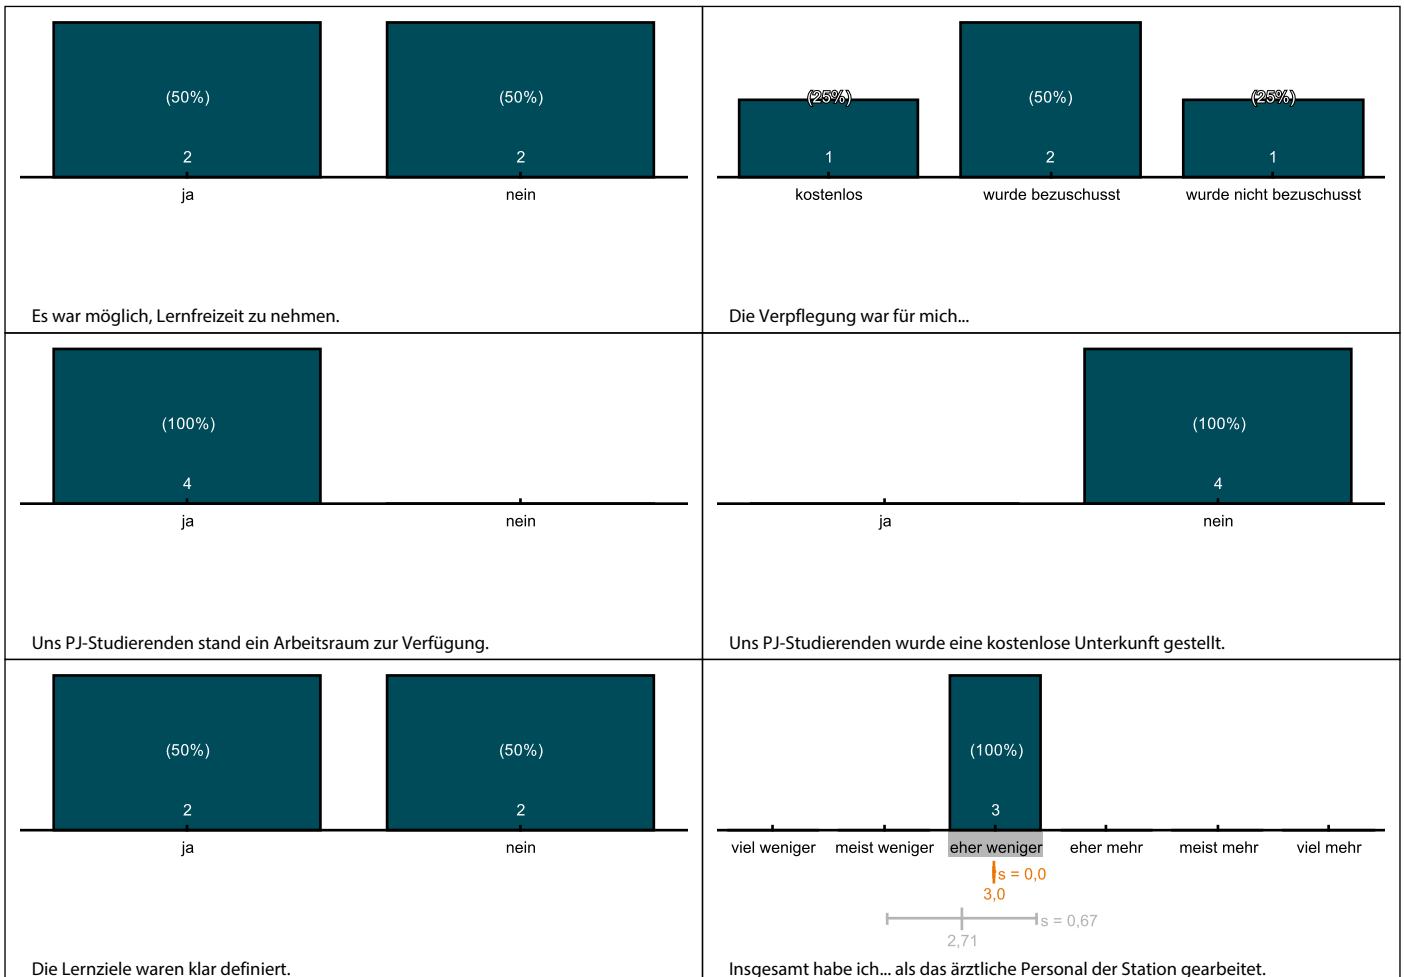 (50%)
(50%)
2
2
ja
nein
Es war möglich, Lernfreizeit zu nehmen.
(25%)
(50%)
(25%)
1
2
1
kostenlos
wurde bezuschusst
wurde nicht bezuschusst
Die Verpflegung war für mich...
(100%)
4
ja
nein
Uns PJ-Studierenden stand ein Arbeitsraum zur Verfügung.
(100%)
4
ja
nein
Uns PJ-Studierenden wurde eine kostenlose Unterkunft gestellt.
(50%)
(50%)
2
2
ja
nein
Die Lernziele waren klar definiert.
(100%)
3
viel weniger
meist weniger
eher weniger
eher mehr
meist mehr
viel mehr
s = 0,0
3,0
s = 0,67
2,71
Insgesamt habe ich... als das ärztliche Personal der Station gearbeitet.